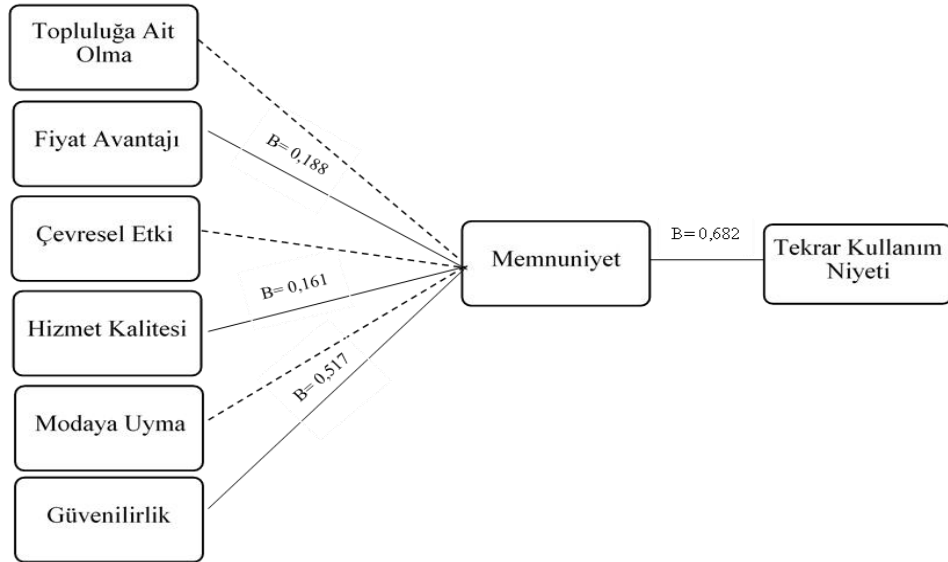 Topluluğa Ait
Olma
Fiyat Avantajı
B= 0,188
Çevresel Etki
Memnuniyet
B= 0,682
Tekrar Kullanım
Niyeti
B= 0,161
Hizmet Kalitesi
B= 0,517
Modaya Uyma
Güvenilirlik